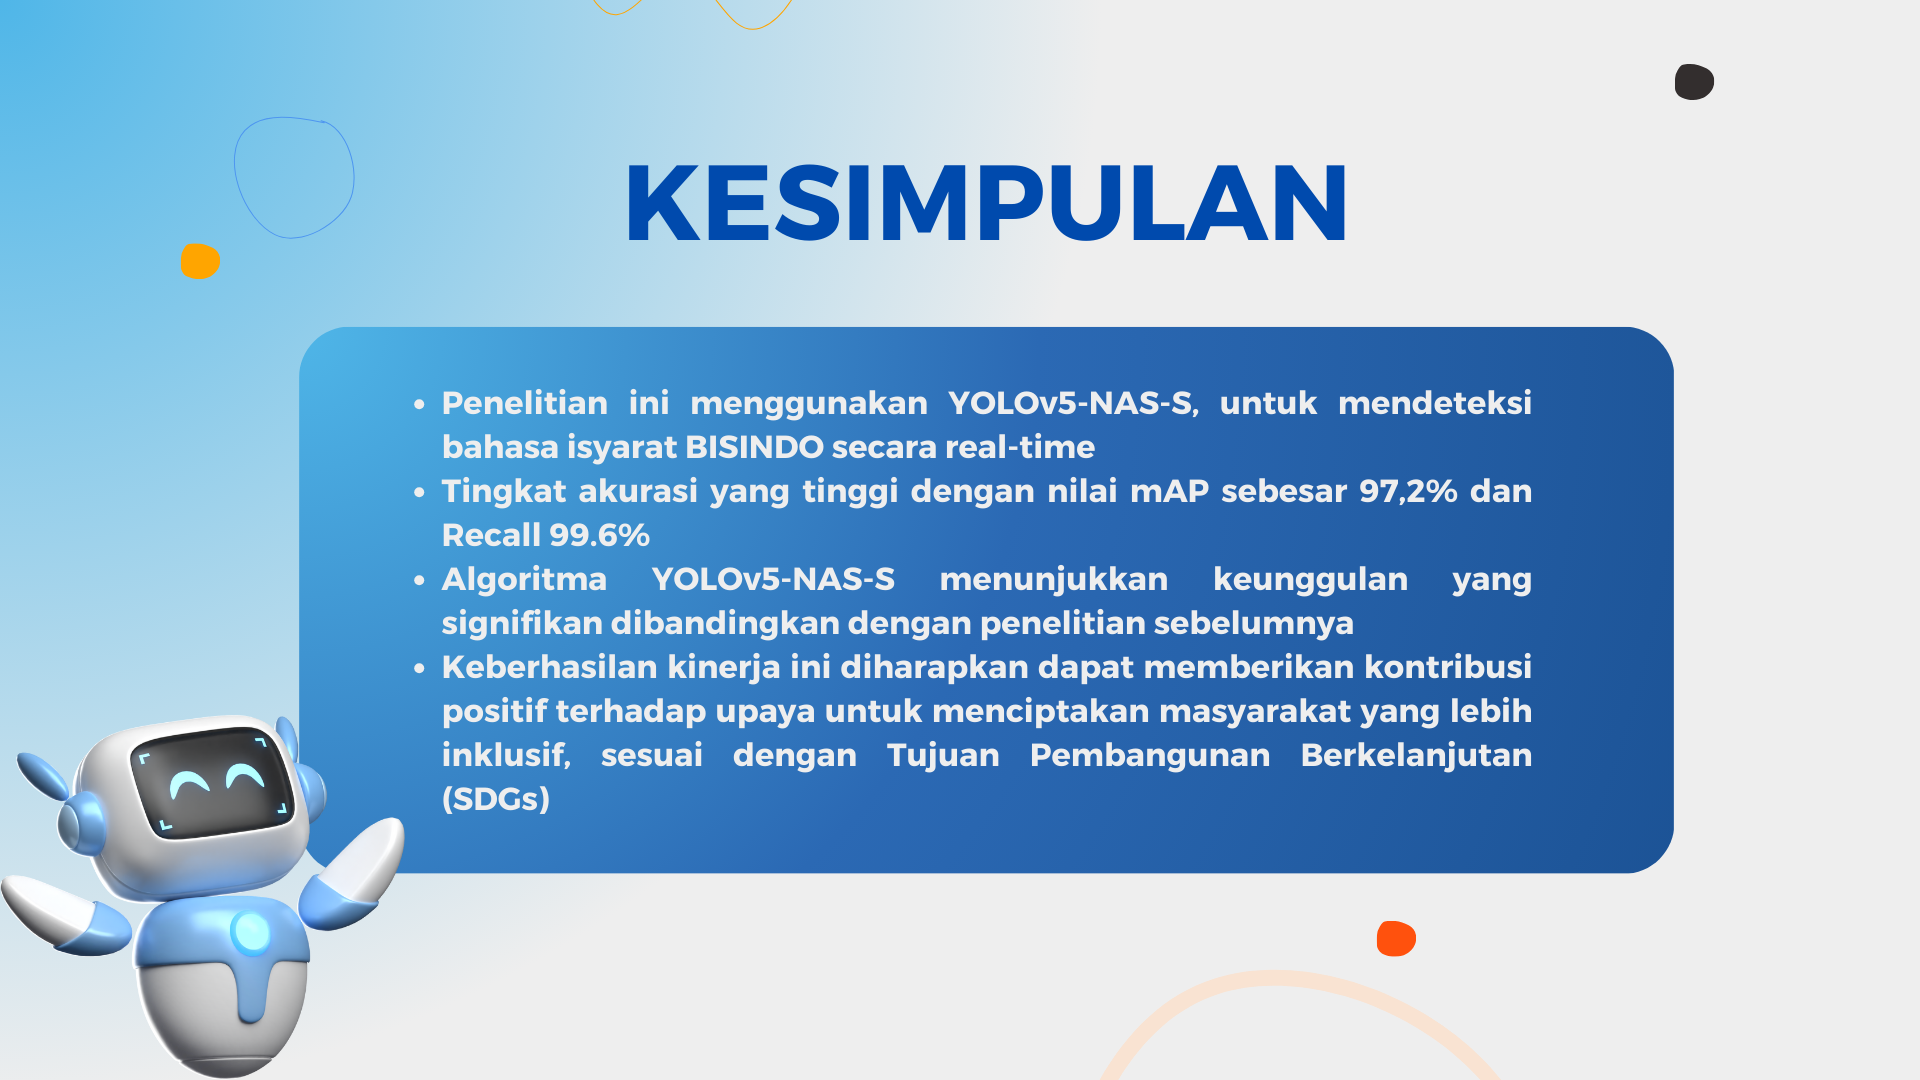 KESIMPULAN
• Penelitian ini menggunakan YOLOv5-NAS-S, untuk mendeteksi
bahasa isyarat BISINDO secara real-time
• Tingkat akurasi yang tinggi dengan nilai mAP sebesar 97,2% dan
Recall 99.6%
• Algoritma YOLOv5-NAS-S menunjukkan keunggulan yang
signifikan dibandingkan dengan penelitian sebelumnya
• Keberhasilan kinerja ini diharapkan dapat memberikan kontribusi
positif terhadap upaya untuk menciptakan masyarakat yang lebih
inklusif, sesuai dengan Tujuan Pembangunan Berkelanjutan
(SDGs)